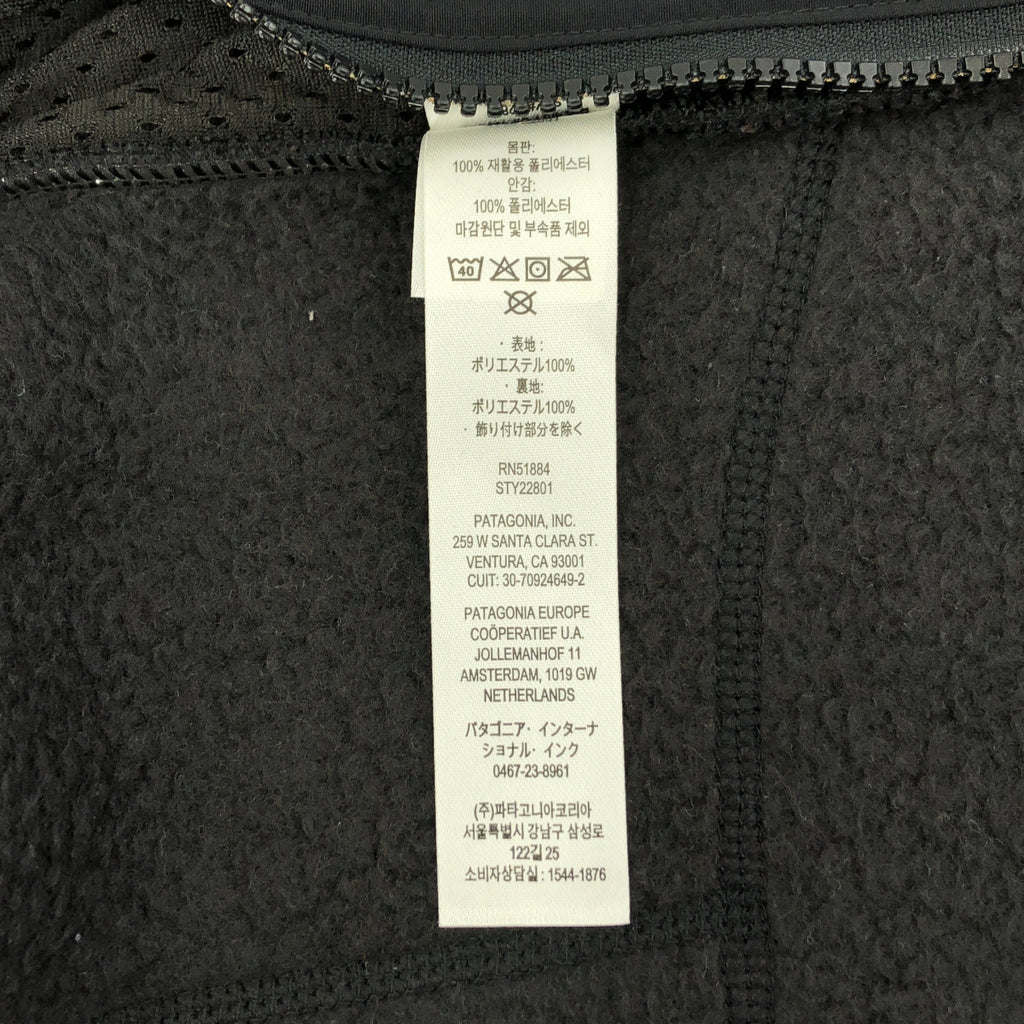 몸판:
100% 재활용 폴리에스터
안감:
100% 폴리에스터
마감원단 및 부속품 제외
40
・表地 :
ポリエステル100%
・裏地:
ポリエステル100%
・飾り付け部分を除く
RN51884
STY22801
PATAGONIA, INC.
259 W SANTA CLARA ST.
VENTURA, CA 93001
CUIT: 30-70924649-2
PATAGONIA EUROPE
COÖPERATIEF U.A.
JOLLEMANHOF 11
AMSTERDAM, 1019 GW
NETHERLANDS
パタゴニア・インターナ
ショナル・インク
0467-23-8961
(주)파타고니아코리아
서울특별시 강남구 삼성로
122길 25
소비자상담실 : 1544-1876